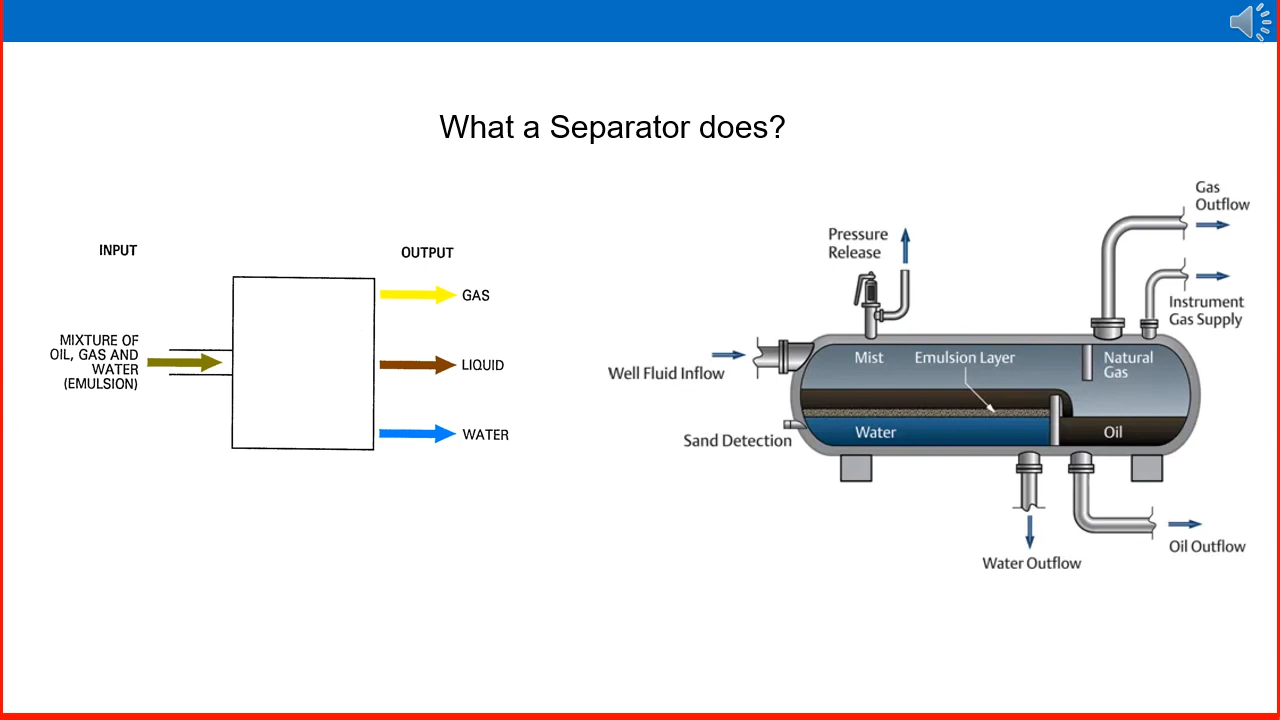 What a Separator does?
INPUT
OUTPUT
MIXTURE OF
OIL, GAS AND
WATER
(EMULSION)
GAS
LIQUID
WATER
Gas
Outflow
Pressure
Release
Instrument
Gas Supply
Well Fluid Inflow
Mist
Emulsion Layer
Natural
Gas
Sand Detection
Water
Oil
Water Outflow
Oil Outflow